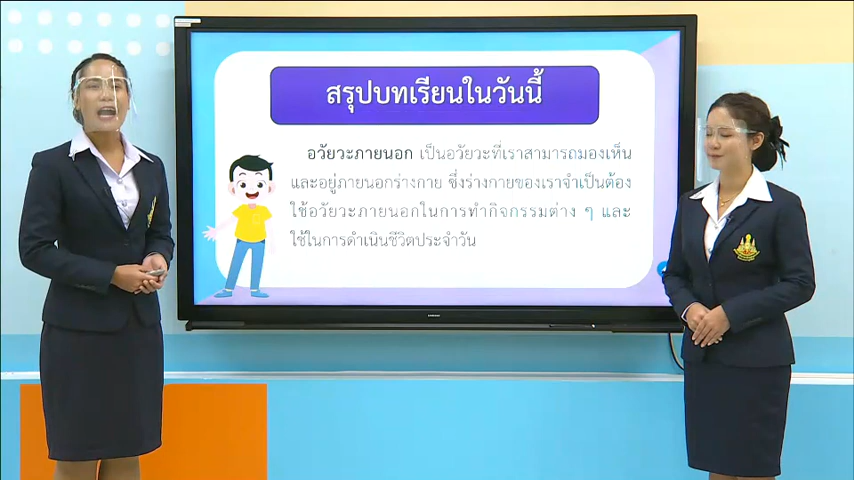 สรุปบทเรียนในวันนี้
อวัยวะภายนอก เป็นอวัยวะที่เราสามารถมองเห็น
และอยู่ภายนอกร่างกาย ซึ่งร่างกายของเราจำเป็นต้อง
ใช้อวัยวะภายนอกในการทำกิจกรรมต่าง ๆ และ
ใช้ในการดำเนินชีวิตประจำวัน
SAMSUNG